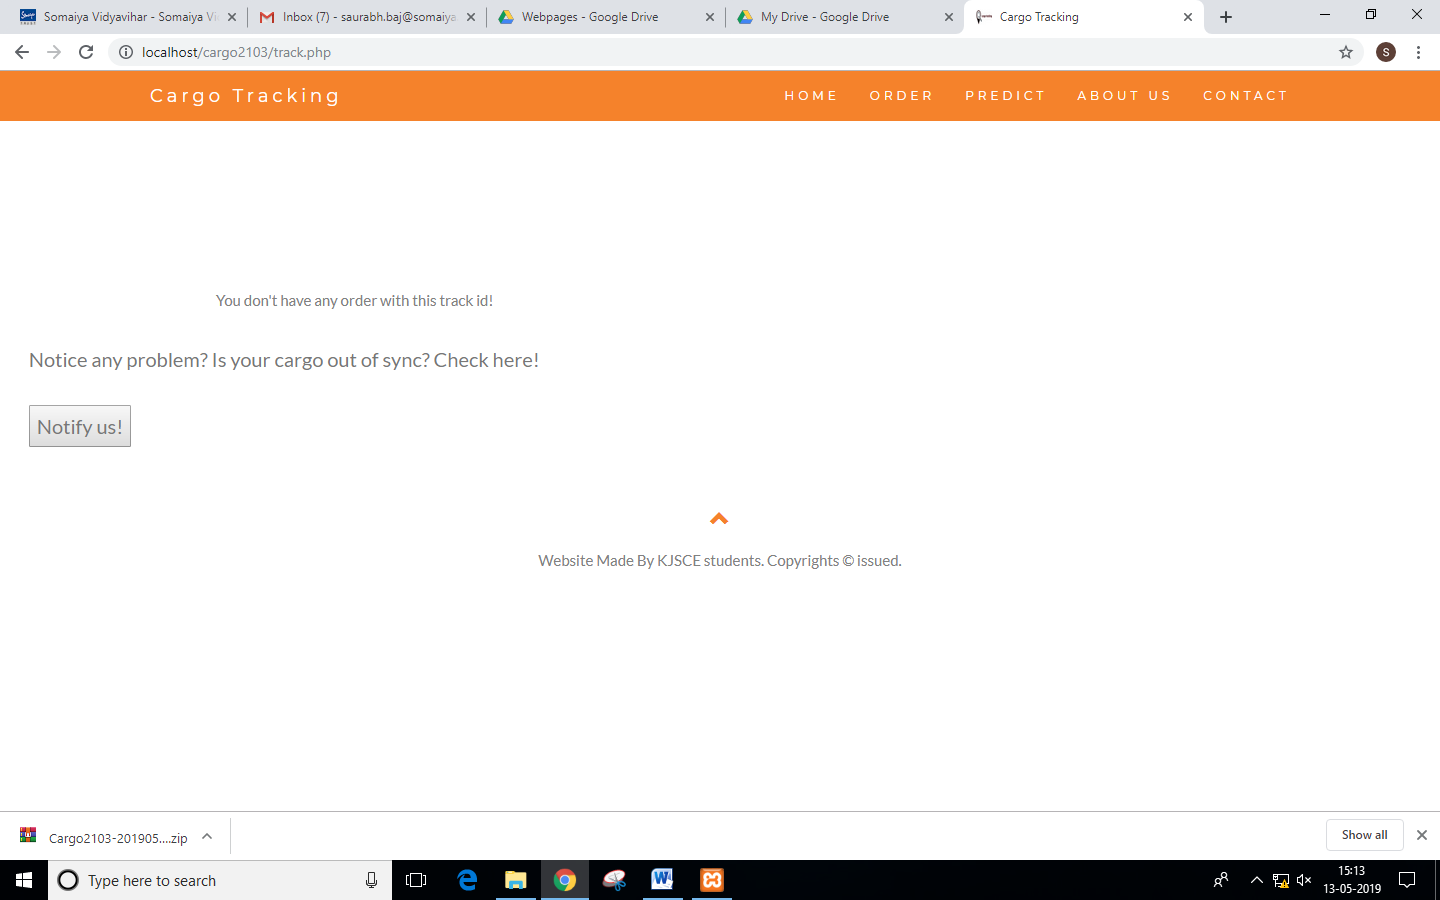 Somaiya Vidyavihar - Somaiya Vi
Inbox (7) - saurabh.baj@somaiya
Webpages - Google Drive
My Drive - Google Drive
Cargo Tracking
localhost/cargo2103/track.php
S
Cargo Tracking
HOME
ORDER
PREDICT
ABOUT US
CONTACT
You don't have any order with this track id!
Notice any problem? Is your cargo out of sync? Check here!
Notify us!
Website Made By KJSCE students. Copyrights © issued.
Cargo2103-201905....zip
Show all
Type here to search
15:13
13-05-2019